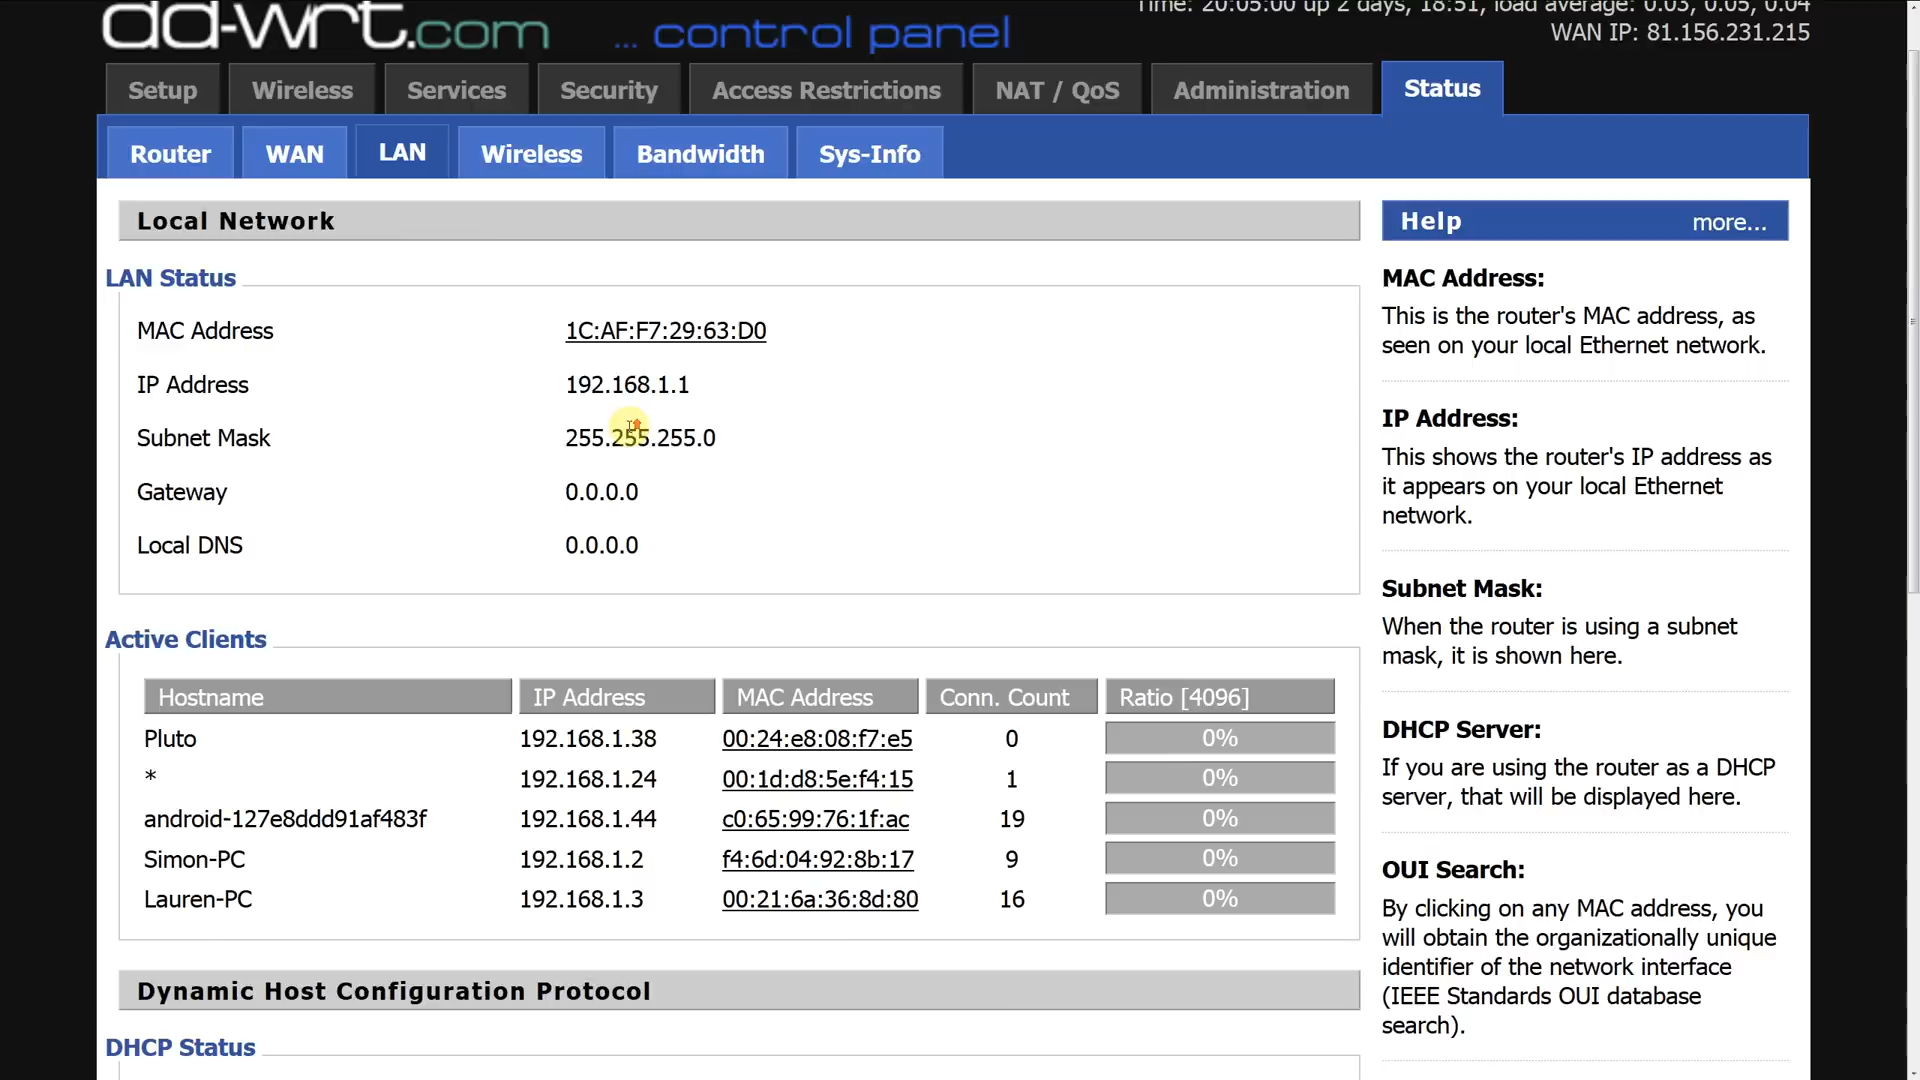 dd-wrt.com ... control panel
Time: 20:05:00 up 2 days, 18:51, load average: 0.03, 0.05, 0.04
WAN IP: 81.156.231.215
Setup Wireless Services Security Access Restrictions NAT / QoS Administration Status
Router WAN LAN Wireless Bandwidth Sys-Info
Local Network
LAN Status
MAC Address 1C:AF:F7:29:63:D0
IP Address 192.168.1.1
Subnet Mask 255.255.255.0
Gateway 0.0.0.0
Local DNS 0.0.0.0
Active Clients
Hostname IP Address MAC Address Conn. Count Ratio [4096]
Pluto 192.168.1.38 00:24:e8:08:f7:e5 0 0%
* 192.168.1.24 00:1d:d8:5e:f4:15 1 0%
android-127e8ddd91af483f 192.168.1.44 c0:65:99:76:1f:ac 19 0%
Simon-PC 192.168.1.2 f4:6d:04:92:8b:17 9 0%
Lauren-PC 192.168.1.3 00:21:6a:36:8d:80 16 0%
Dynamic Host Configuration Protocol
DHCP Status
Help more...
MAC Address:
This is the router's MAC address, as
seen on your local Ethernet network.
IP Address:
This shows the router's IP address as
it appears on your local Ethernet
network.
Subnet Mask:
When the router is using a subnet
mask, it is shown here.
DHCP Server:
If you are using the router as a DHCP
server, that will be displayed here.
OUI Search:
By clicking on any MAC address, you
will obtain the organizationally unique
identifier of the network interface
(IEEE Standards OUI database
search).